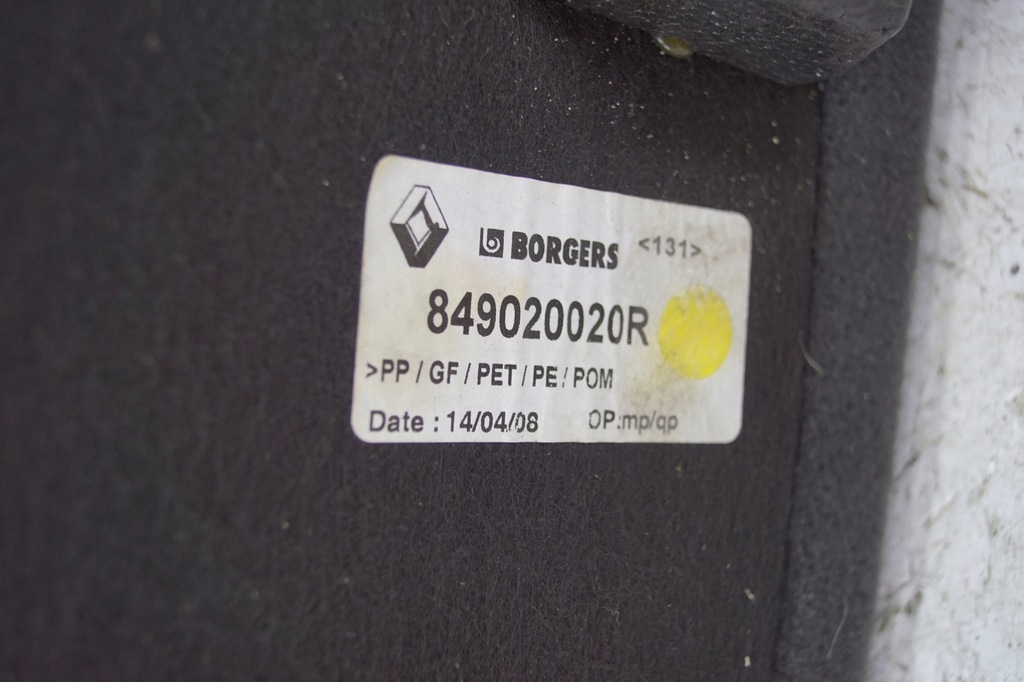 BORGERS <131>
849020020R
>PP / GF / PET / PE / POM
Date : 14/04/08 OP:mp/qp